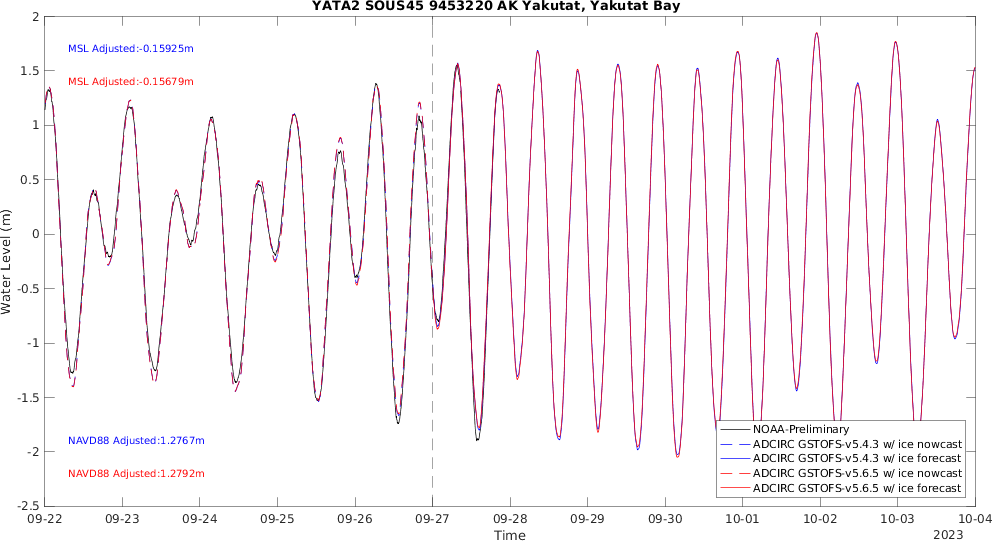 YATA2 SOUS45 9453220 AK Yakutat, Yakutat Bay
2
1.5
1
0.5
0
-0.5
-1
-1.5
-2
-2.5
Water Level (m)
MSL Adjusted:-0.15925m
MSL Adjusted:-0.15679m
NAVD88 Adjusted:1.2767m
NAVD88 Adjusted:1.2792m
NOAA-Preliminary
ADCIRC GSTOFS-v5.4.3 w/ ice nowcast
ADCIRC GSTOFS-v5.4.3 w/ ice forecast
ADCIRC GSTOFS-v5.6.5 w/ ice nowcast
ADCIRC GSTOFS-v5.6.5 w/ ice forecast
09-22 09-23 09-24 09-25 09-26 09-27 09-28 09-29 09-30 10-01 10-02 10-03 10-04
Time
2023